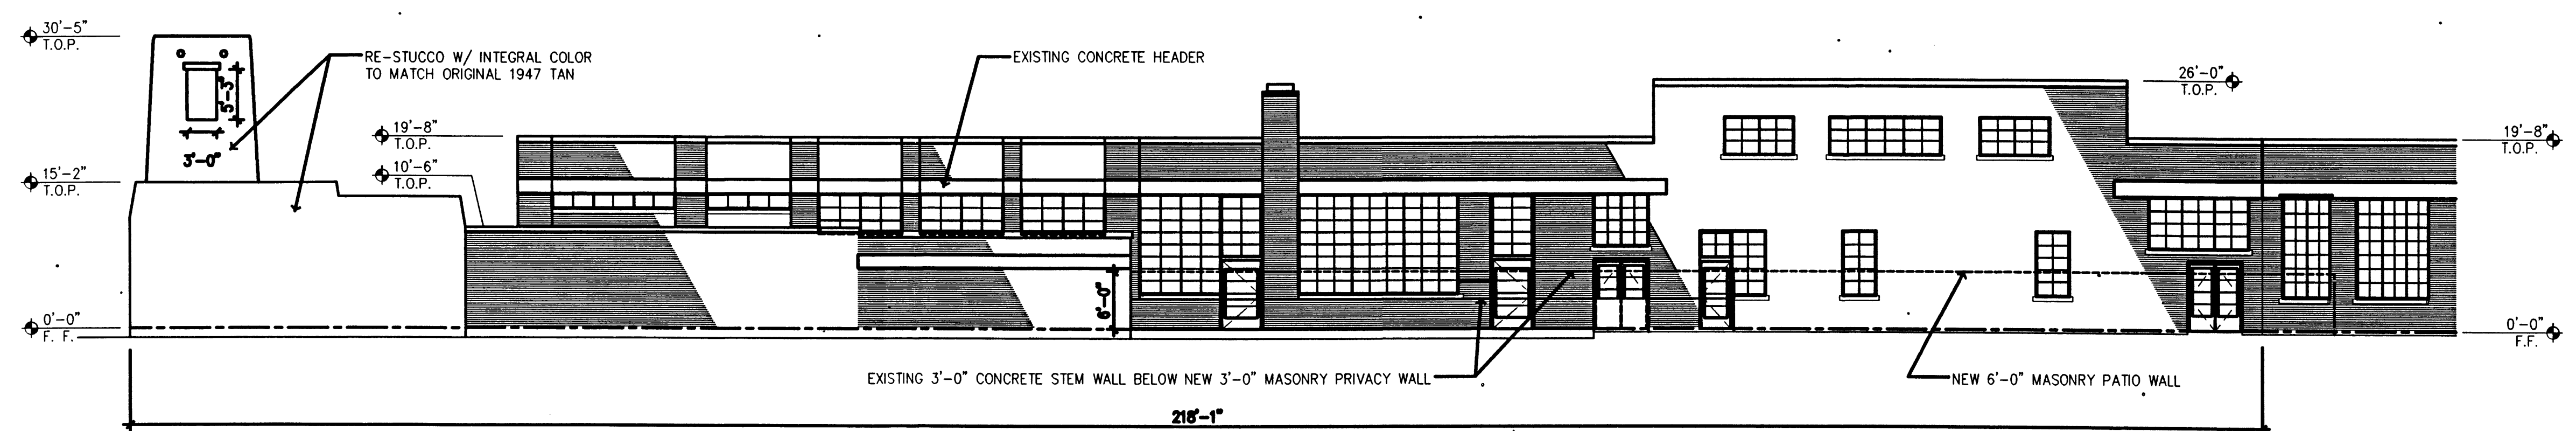 30'-5"
T.O.P.
RE-STUCCO W/ INTEGRAL COLOR
TO MATCH ORIGINAL 1947 TAN
5'-3"
3'-0"
15'-2"
T.O.P.
19'-8"
T.O.P.
10'-6"
T.O.P.
EXISTING CONCRETE HEADER
26'-0"
T.O.P.
19'-8"
T.O.P.
6'-0"
0'-0"
F. F.
0'-0"
F.F.
EXISTING 3'-0" CONCRETE STEM WALL BELOW NEW 3'-0" MASONRY PRIVACY WALL
NEW 6'-0" MASONRY PATIO WALL
218'-1"